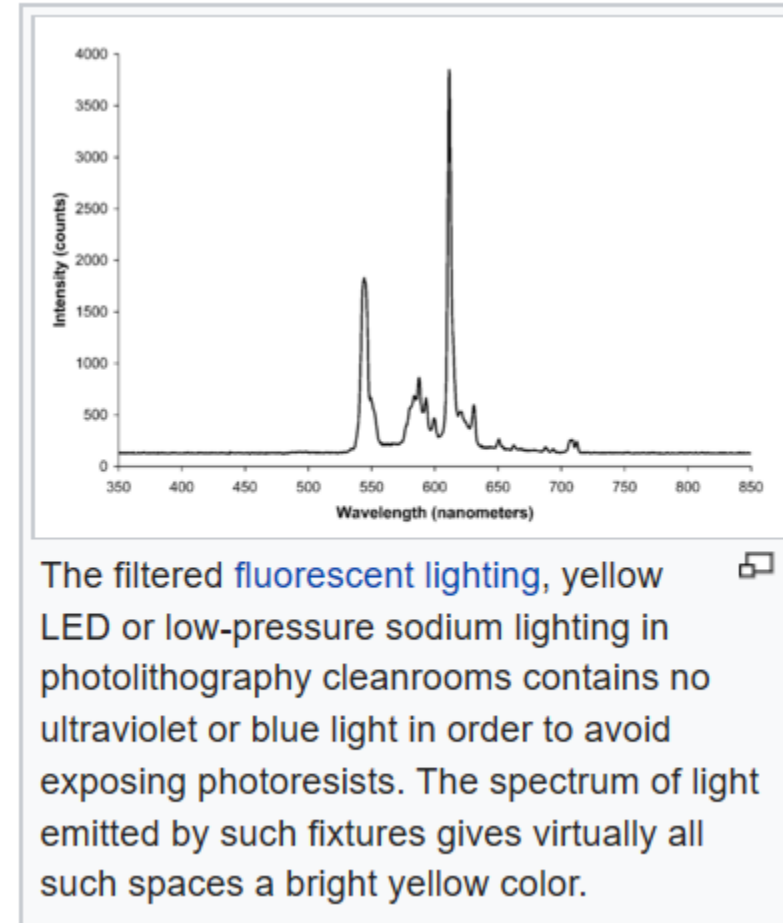 4000
3500
3000
2500
2000
1500
1000
500
0
Intensity (counts)
350 400 450 500 550 600 650 700 750 800 850
Wavelength (nanometers)
The filtered fluorescent lighting, yellow
LED or low-pressure sodium lighting in
photolithography cleanrooms contains no
ultraviolet or blue light in order to avoid
exposing photoresists. The spectrum of light
emitted by such fixtures gives virtually all
such spaces a bright yellow color.